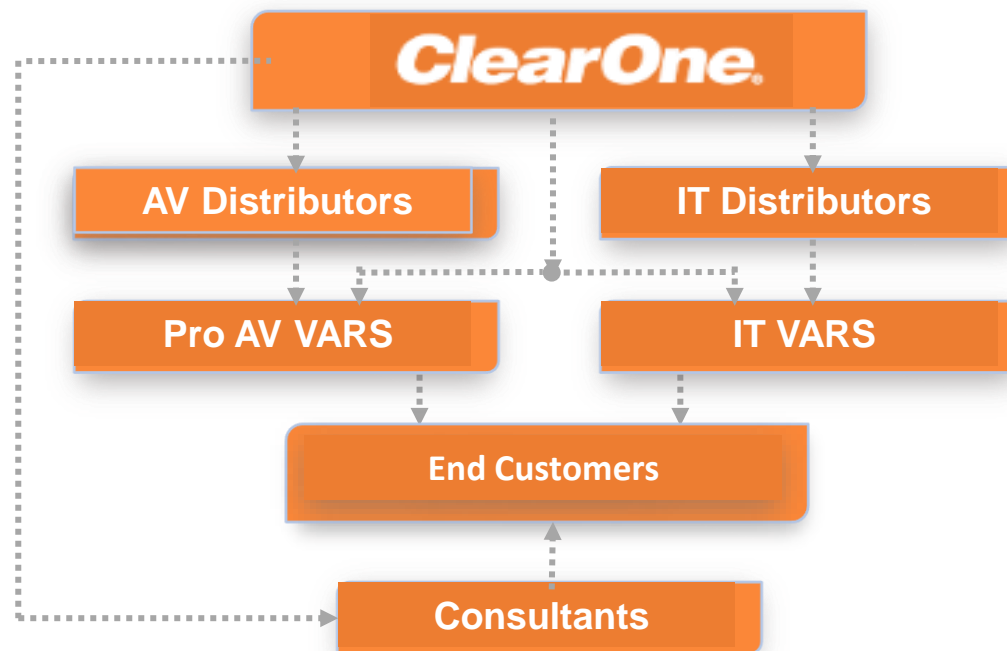 ClearOne®
AV Distributors
IT Distributors
Pro AV VARS
IT VARS
End Customers
Consultants